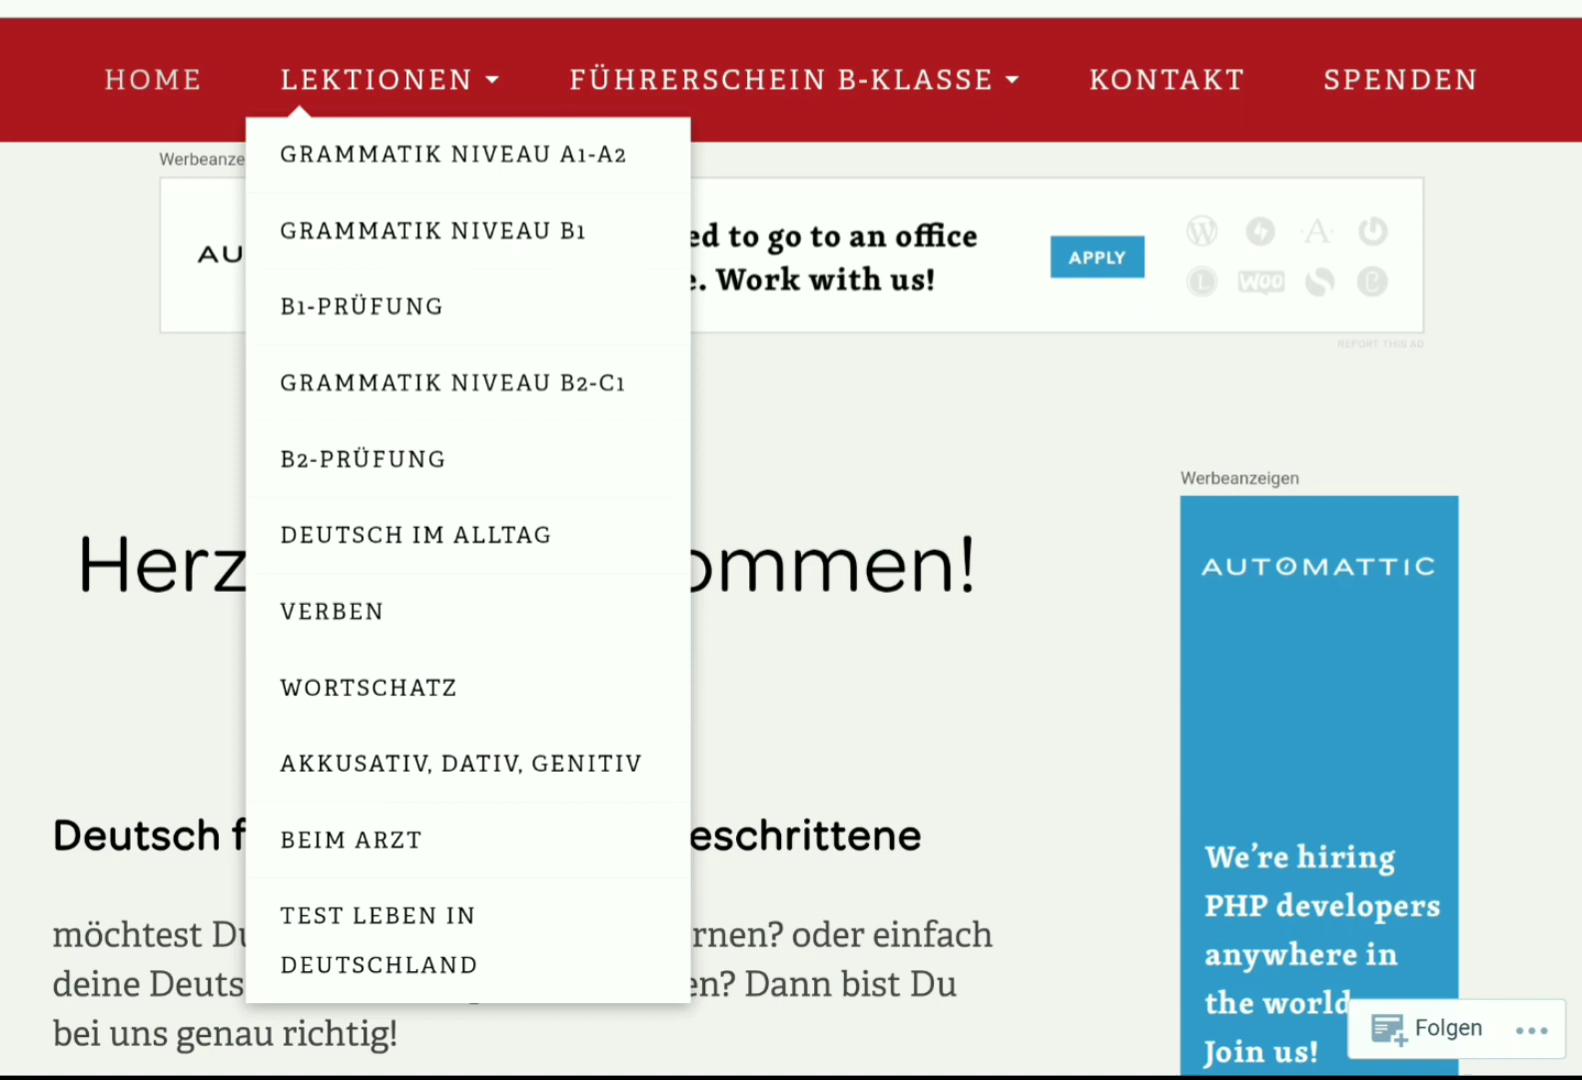 HOME LEKTIONEN FÜHRERSCHEIN B-KLASSE KONTAKT SPENDEN
GRAMMATIK NIVEAU A1-A2
GRAMMATIK NIVEAU B1
B1-PRÜFUNG
GRAMMATIK NIVEAU B2-C1
B2-PRÜFUNG
DEUTSCH IM ALLTAG
VERBEN
WORTSCHATZ
AKKUSATIV, DATIV, GENITIV
BEIM ARZT
TEST LEBEN IN
DEUTSCHLAND
Werbeanze
AU
ed to go to an office
e. Work with us!
APPLY
WOO
REPORT THIS AD
Herz ommen!
Deutsch f eschrittene
möchtest Du rnen? oder einfach
deine Deuts en? Dann bist Du
bei uns genau richtig!
Werbeanzeigen
AUTOMATTIC
We're hiring
PHP developers
anywhere in
the world
Join us!
Folgen